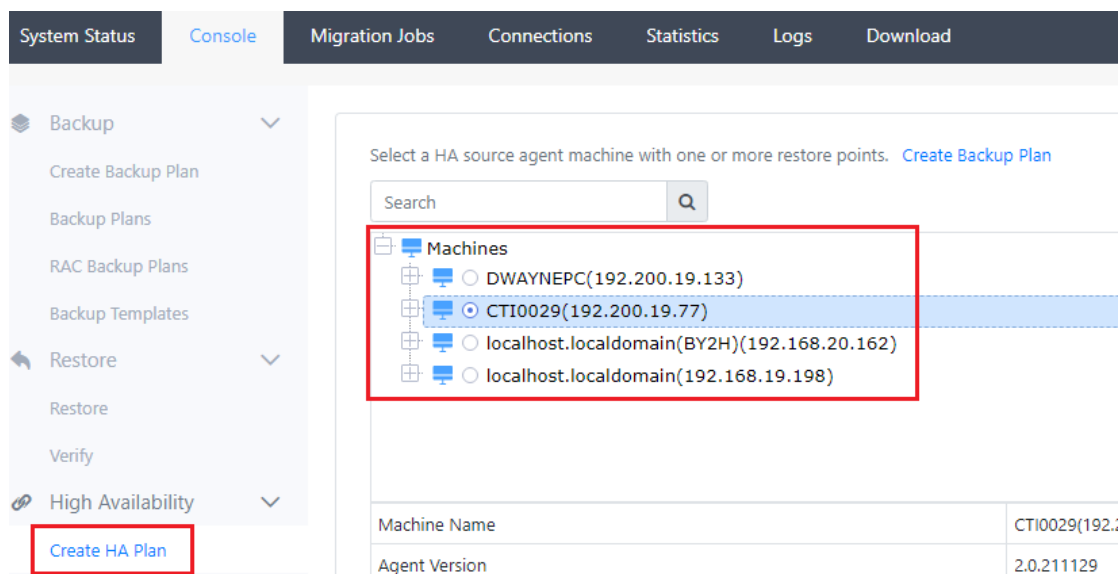 System Status Console Migration Jobs Connections Statistics Logs Download
Backup
Create Backup Plan
Backup Plans
RAC Backup Plans
Backup Templates
Restore
Restore
Verify
High Availability
Create HA Plan
Select a HA source agent machine with one or more restore points. Create Backup Plan
Search
Machines
DWAYNEPC(192.200.19.133)
CTI0029(192.200.19.77)
localhost.localdomain(BY2H)(192.168.20.162)
localhost.localdomain(192.168.19.198)
Machine Name CTI0029(192.2
Agent Version 2.0.211129